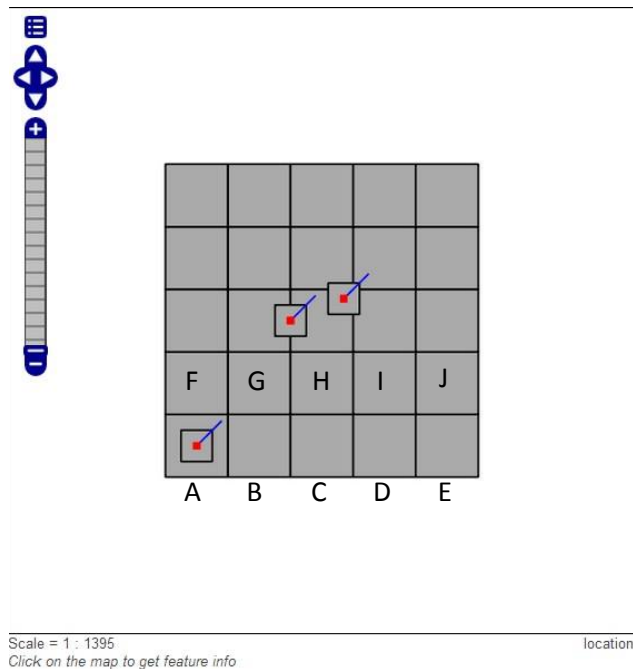 F G H I J
A B C D E
Scale = 1 : 1395
location
Click on the map to get feature info